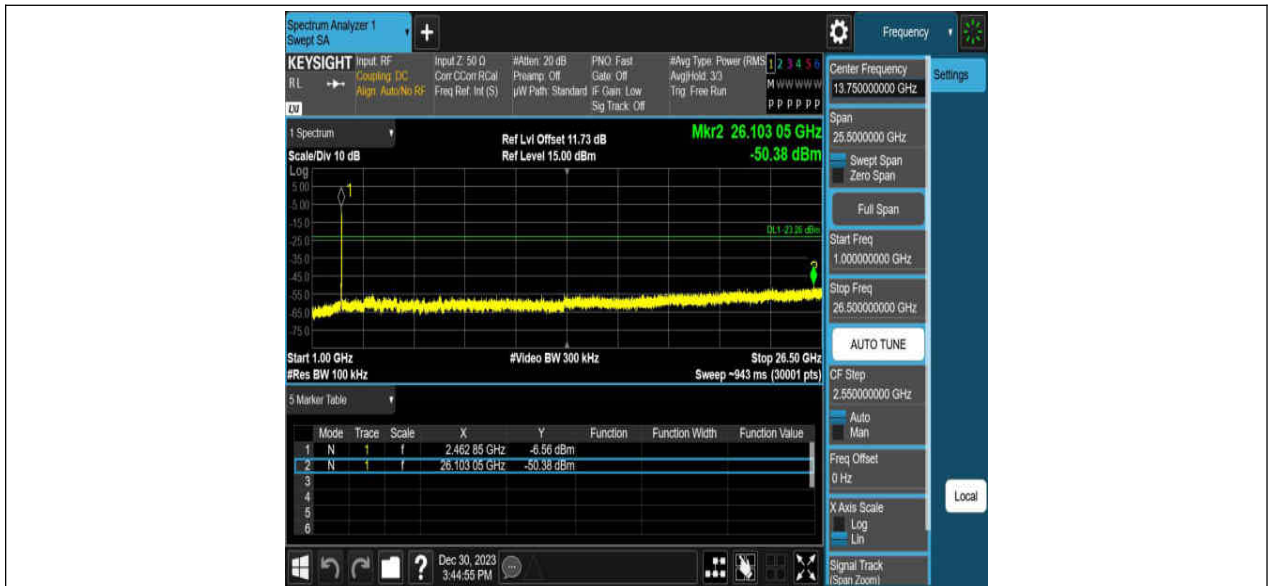 Spectrum Analyzer 1
Swept SA
+
Frequency
KEYSIGHT
RL
LXI
Input: RF
Coupling: DC
Align: Auto/No RF
Input Z: 50 Ω
Corr CCorr RCal
Freq Ref: Int (S)
#Atten: 20 dB
Preamp: Off
µW Path: Standard
PNO: Fast
Gate: Off
IF Gain: Low
Sig Track: Off
#Avg Type: Power (RMS
Avg|Hold: 3/3
Trig: Free Run
1 2 3 4 5 6
M W W W W W
P P P P P P
Center Frequency
13.750000000 GHz
Settings
1 Spectrum
Scale/Div 10 dB
Ref Lvl Offset 11.73 dB
Ref Level 15.00 dBm
Mkr2 26.103 05 GHz
-50.38 dBm
Log
5.00
-5.00
-15.0
-25.0
-35.0
-45.0
-55.0
-65.0
-75.0
1
DL1 -23.26 dBm
2
Start 1.00 GHz
#Video BW 300 kHz
Stop 26.50 GHz
#Res BW 100 kHz
Sweep ~943 ms (30001 pts)
Span
25.5000000 GHz
Swept Span
Zero Span
Full Span
Start Freq
1.000000000 GHz
Stop Freq
26.500000000 GHz
AUTO TUNE
CF Step
2.550000000 GHz
Auto
Man
Freq Offset
0 Hz
X Axis Scale
Log
Lin
Signal Track
(Span Zoom)
Local
5 Marker Table
Mode Trace Scale X Y Function Function Width Function Value
1 N 1 f 2.462 85 GHz -6.56 dBm
2 N 1 f 26.103 05 GHz -50.38 dBm
3
4
5
6
?
Dec 30, 2023
3:44:55 PM